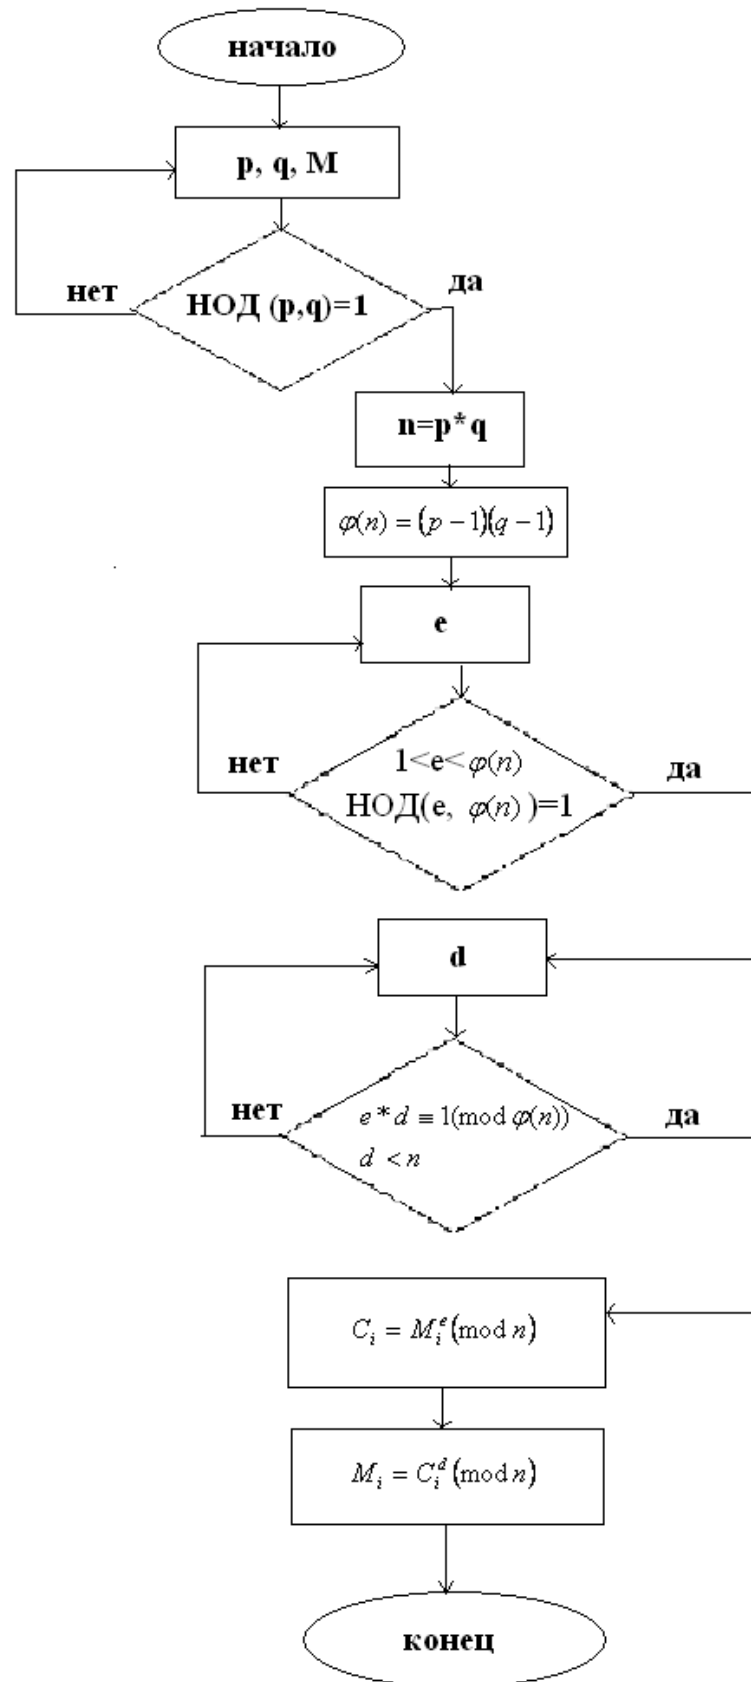 начало
p, q, M
нет
НОД (p,q)=1
да
n=p*q
φ(n) = (p − 1)(q − 1)
e
нет
1<e<φ(n)
да
НОД(e, φ(n))=1
d
нет
e * d ≡ 1(mod φ(n))
да
d < n
C_i = M_i^e (mod n)
M_i = C_i^d (mod n)
конец